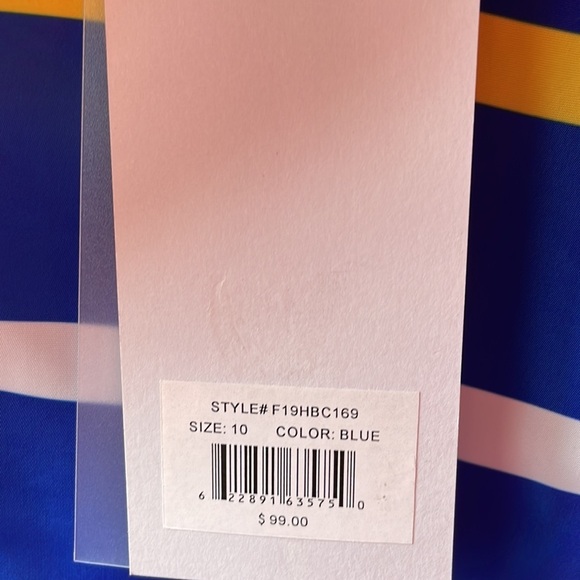 STYLE# F19HBC169
SIZE: 10 COLOR: BLUE
6 22891 63575 0
$ 99.00